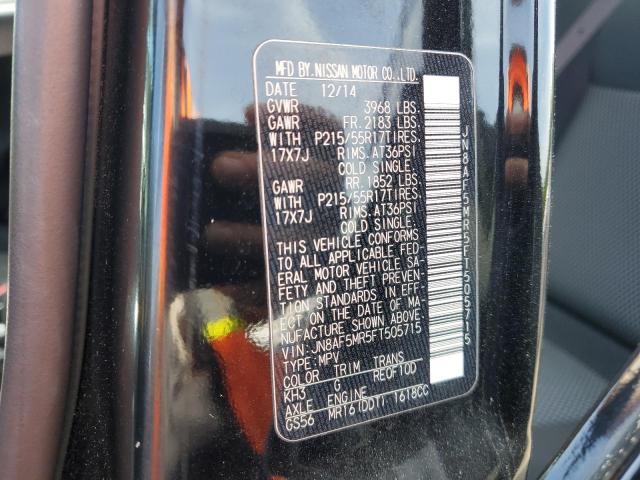 MFD BY. NISSAN MOTOR CO.,LTD.
DATE 12/14
GVWR 3968 LBS.
GAWR FR. 2183 LBS.
WITH P215/55R17TIRES,
17X7J RIMS. AT36PSI
COLD SINGLE.
GAWR RR. 1852 LBS.
WITH P215/55R17TIRES,
17X7J RIMS. AT36PSI
COLD SINGLE.
THIS VEHICLE CONFORMS
TO ALL APPLICABLE FED-
ERAL MOTOR VEHICLE SA-
FETY AND THEFT PREVEN-
TION STANDARDS IN EFF-
ECT ON THE DATE OF MA-
NUFACTURE SHOWN ABOVE.
VIN: JN8AF5MR5FT505715
TYPE: MPV
COLOR TRIM TRANS
KH3 G RE0F10D
AXLE ENGINE
GS56 MR16(DDT) 1618CC
JN8AF5MR5FT505715